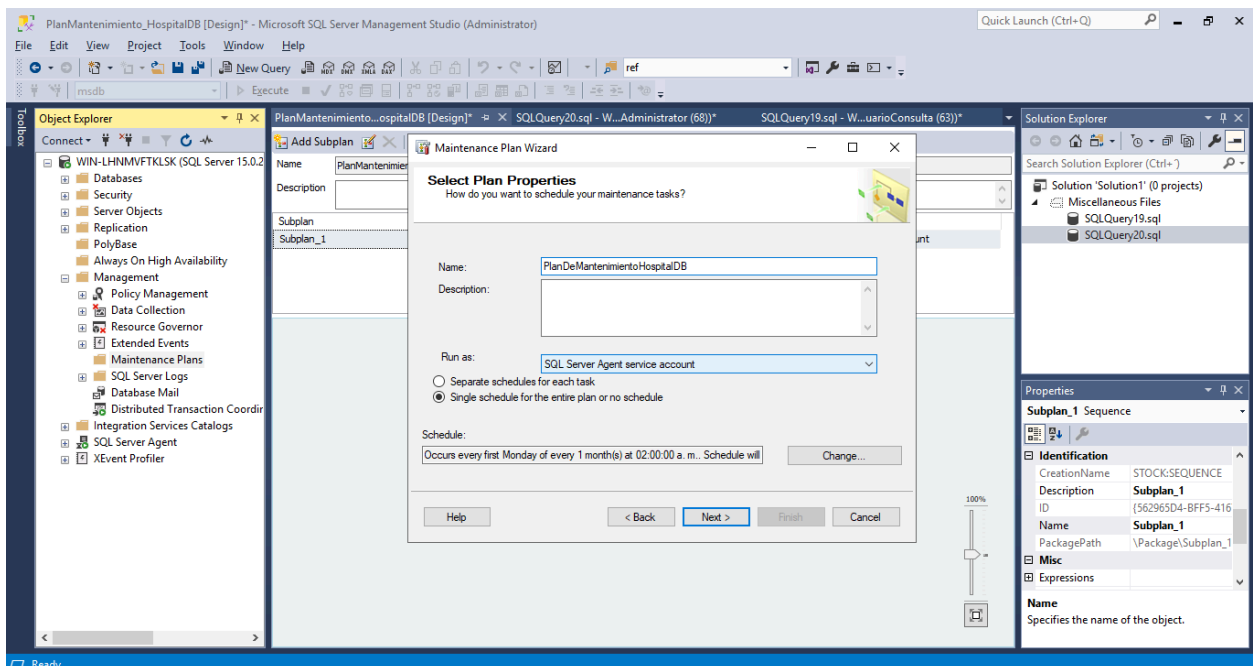 PlanMantenimiento_HospitalDB [Design]* - Microsoft SQL Server Management Studio (Administrator)
Quick Launch (Ctrl+Q)
File Edit View Project Tools Window Help
New Query
MDX DMX XMLA DAX
ref
msdb
Execute
Toolbox
Object Explorer
Connect
WIN-LHNMVFTKLSK (SQL Server 15.0.2
Databases
Security
Server Objects
Replication
PolyBase
Always On High Availability
Management
Policy Management
Data Collection
Resource Governor
Extended Events
Maintenance Plans
SQL Server Logs
Database Mail
Distributed Transaction Coordir
Integration Services Catalogs
SQL Server Agent
XEvent Profiler
PlanMantenimiento...ospitalDB [Design]*
SQLQuery20.sql - W...Administrator (68))*
SQLQuery19.sql - W...uarioConsulta (63))*
Add Subplan
Name
PlanMantenimier
Description
Subplan
Subplan_1
unt
Maintenance Plan Wizard
Select Plan Properties
How do you want to schedule your maintenance tasks?
Name:
PlanDeMantenimientoHospitalDB
Description:
Run as:
SQL Server Agent service account
Separate schedules for each task
Single schedule for the entire plan or no schedule
Schedule:
Occurs every first Monday of every 1 month(s) at 02:00:00 a. m.. Schedule will
Change...
Help
< Back
Next >
Finish
Cancel
100%
Solution Explorer
Search Solution Explorer (Ctrl+´)
Solution 'Solution1' (0 projects)
Miscellaneous Files
SQLQuery19.sql
SQLQuery20.sql
Properties
Subplan_1 Sequence
Identification
CreationName STOCK:SEQUENCE
Description Subplan_1
ID {562965D4-BFF5-416
Name Subplan_1
PackagePath \Package\Subplan_1
Misc
Expressions
Name
Specifies the name of the object.
Ready